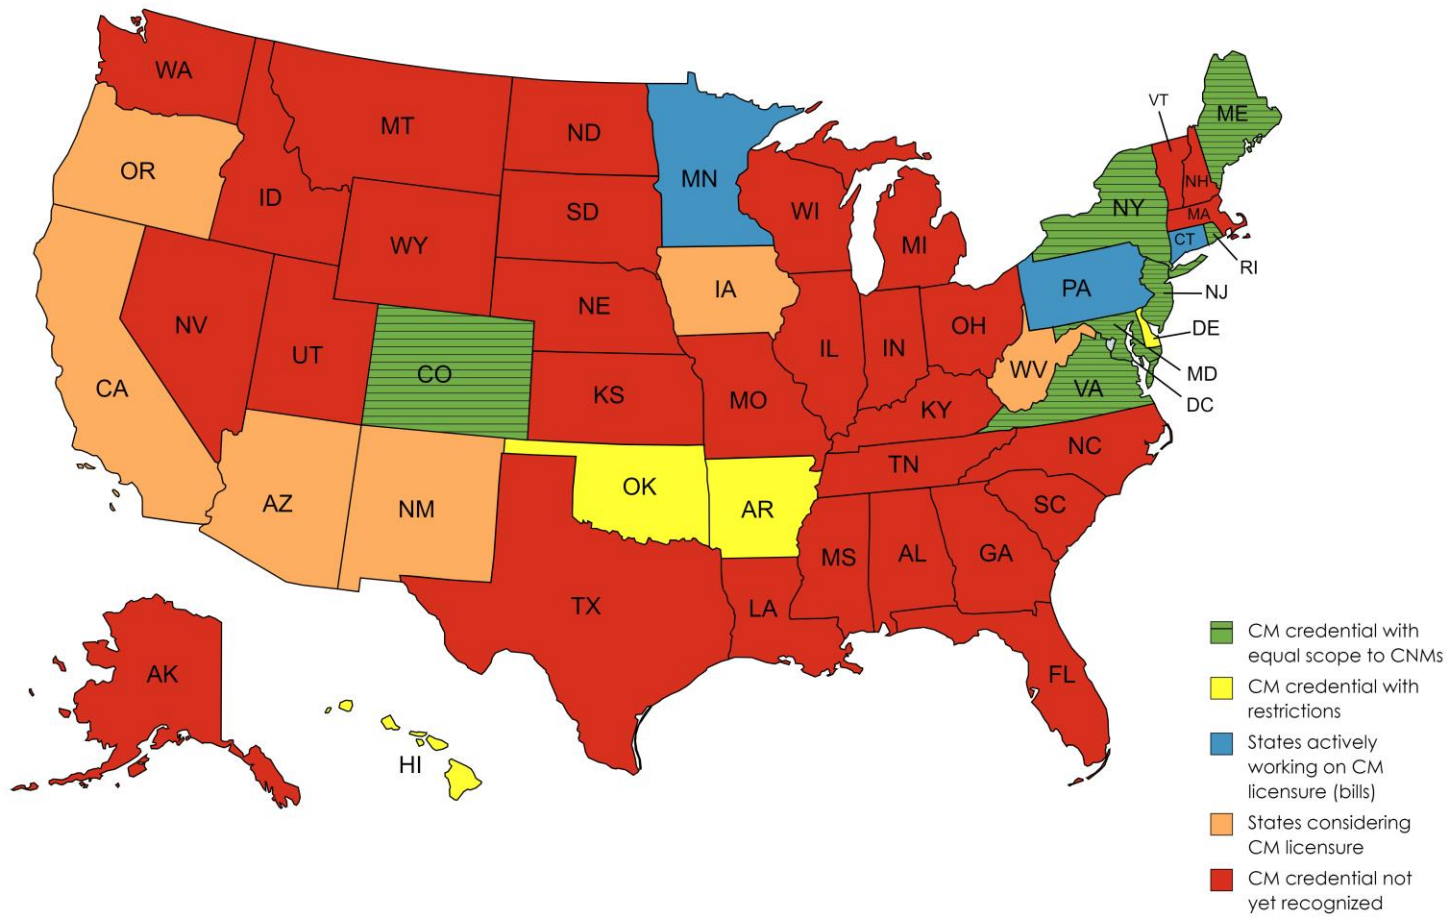 WA
OR
CA
NV
ID
MT
WY
UT
CO
AZ
NM
ND
SD
NE
KS
OK
TX
MN
IA
MO
AR
LA
WI
IL
MI
IN
OH
KY
TN
MS
AL
GA
FL
SC
NC
VA
WV
PA
NY
VT
NH
ME
MA
CT
RI
NJ
DE
MD
DC
AK
HI
CM credential with
equal scope to CNMs
CM credential with
restrictions
States actively
working on CM
licensure (bills)
States considering
CM licensure
CM credential not
yet recognized